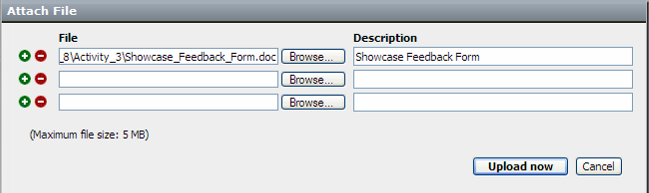 Attach File
File Description
_8\Activity_3\Showcase_Feedback_Form.doc Browse... Showcase Feedback Form
Browse...
Browse...
(Maximum file size: 5 MB)
Upload now Cancel